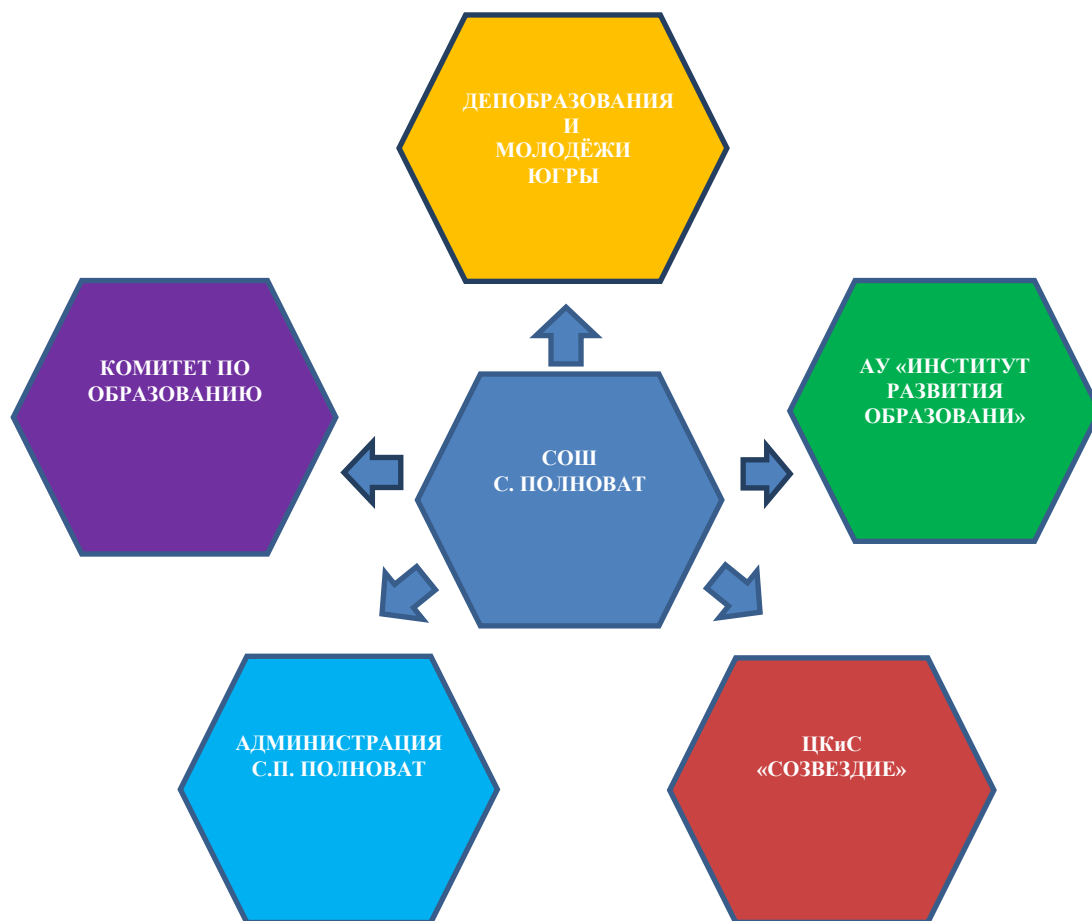 ДЕПОБРАЗОВАНИЯ
И
МОЛОДЁЖИ
ЮГРЫ
КОМИТЕТ ПО
ОБРАЗОВАНИЮ
АУ «ИНСТИТУТ
РАЗВИТИЯ
ОБРАЗОВАНИ»
СОШ
С. ПОЛНОВАТ
АДМИНИСТРАЦИЯ
С.П. ПОЛНОВАТ
ЦКиС
«СОЗВЕЗДИЕ»